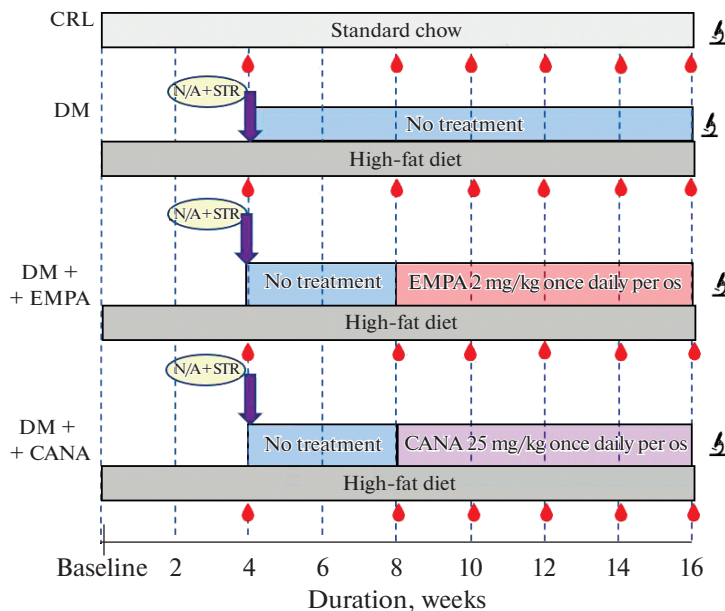 CRL
Standard chow
N/A+STR
DM
No treatment
High-fat diet
N/A+STR
DM +
+ EMPA
No treatment
EMPA 2 mg/kg once daily per os
High-fat diet
N/A+STR
DM +
+ CANA
No treatment
CANA 25 mg/kg once daily per os
High-fat diet
Baseline 2 4 6 8 10 12 14 16
Duration, weeks